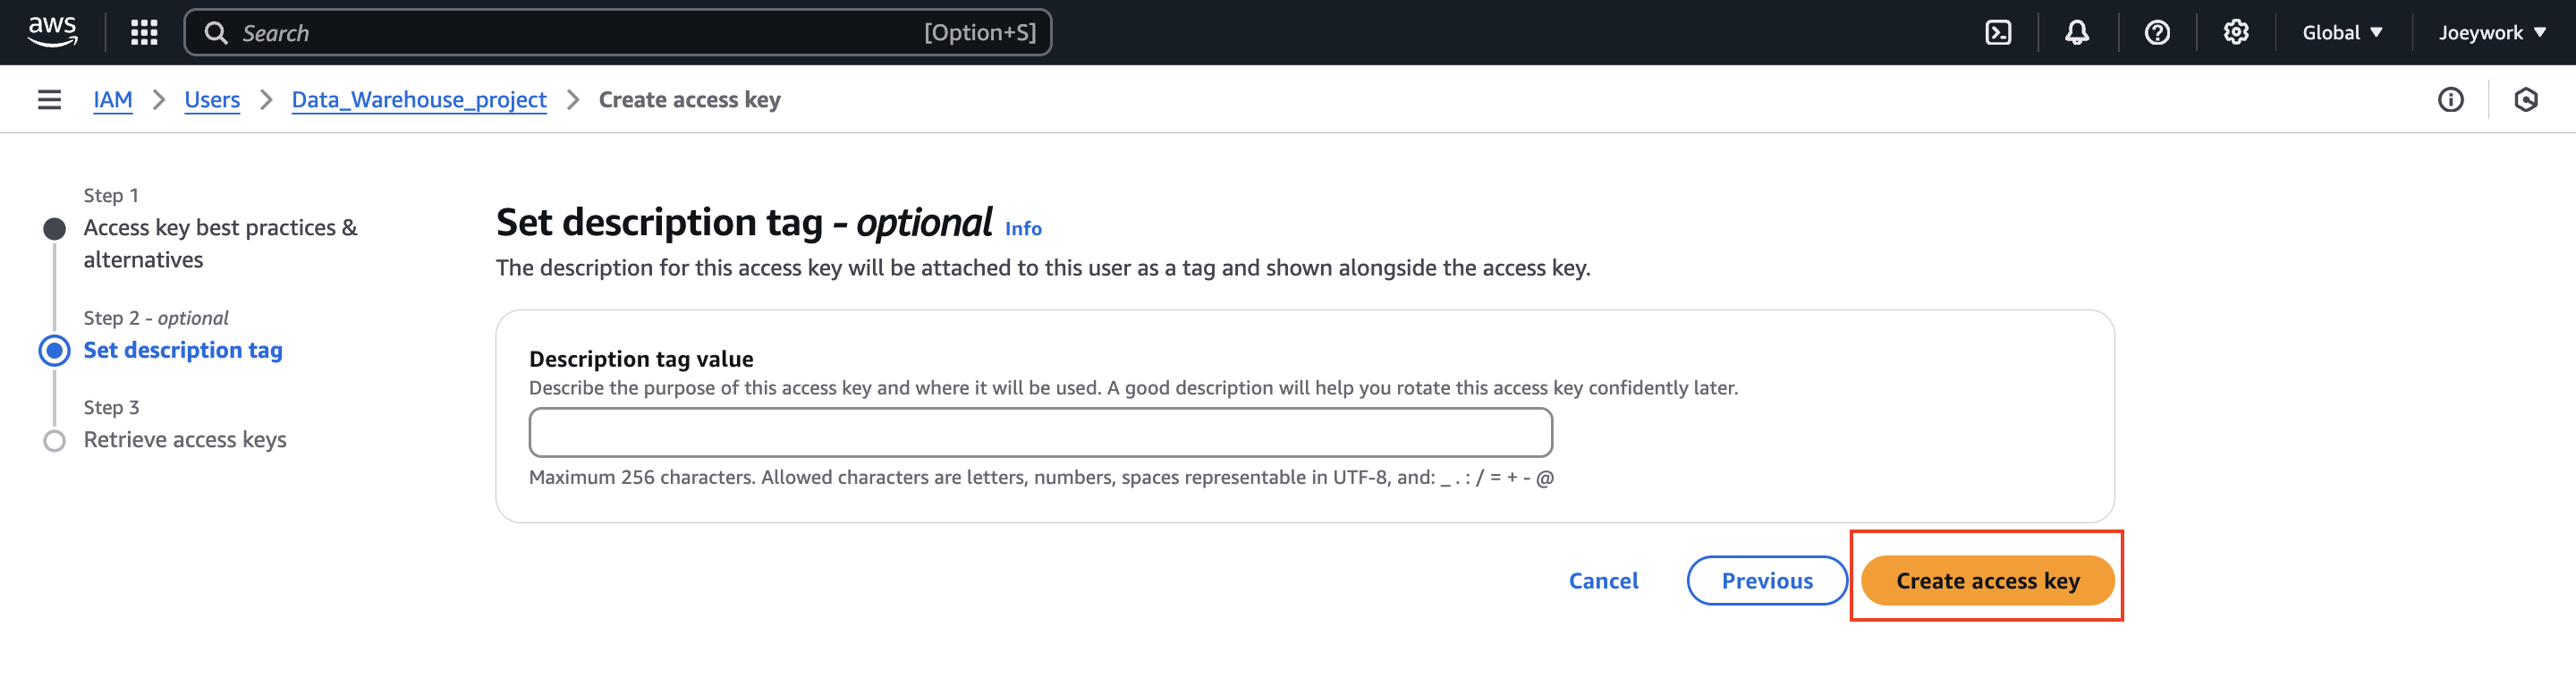 aws
Search
[Option+S]
Global
Joeywork
IAM
Users
Data_Warehouse_project
Create access key
Step 1
Access key best practices &
alternatives
Step 2 - optional
Set description tag
Step 3
Retrieve access keys
Set description tag - optional Info
The description for this access key will be attached to this user as a tag and shown alongside the access key.
Description tag value
Describe the purpose of this access key and where it will be used. A good description will help you rotate this access key confidently later.
Maximum 256 characters. Allowed characters are letters, numbers, spaces representable in UTF-8, and: _ . : / = + - @
Cancel
Previous
Create access key